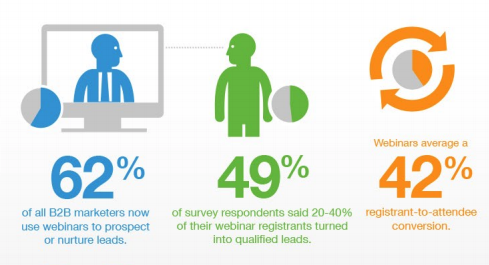 62%
of all B2B marketers now
use webinars to prospect
or nurture leads.
49%
of survey respondents said 20-40%
of their webinar registrants turned
into qualified leads.
Webinars average a
42%
registrant-to-attendee
conversion.